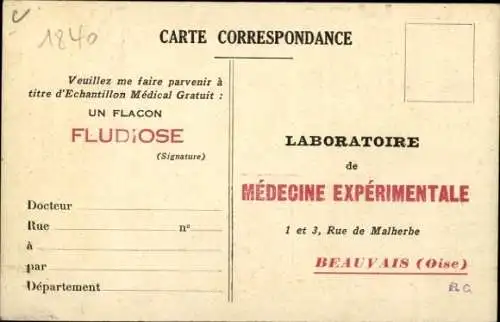 1840
CARTE CORRESPONDANCE
Veuillez me faire parvenir à
titre d'Echantillon Médical Gratuit :
UN FLACON
FLUDIOSE
(Signature)
Docteur
Rue n°
à
par
Département
LABORATOIRE
de
MÉDECINE EXPÉRIMENTALE
1 et 3, Rue de Malherbe
BEAUVAIS (Oise)